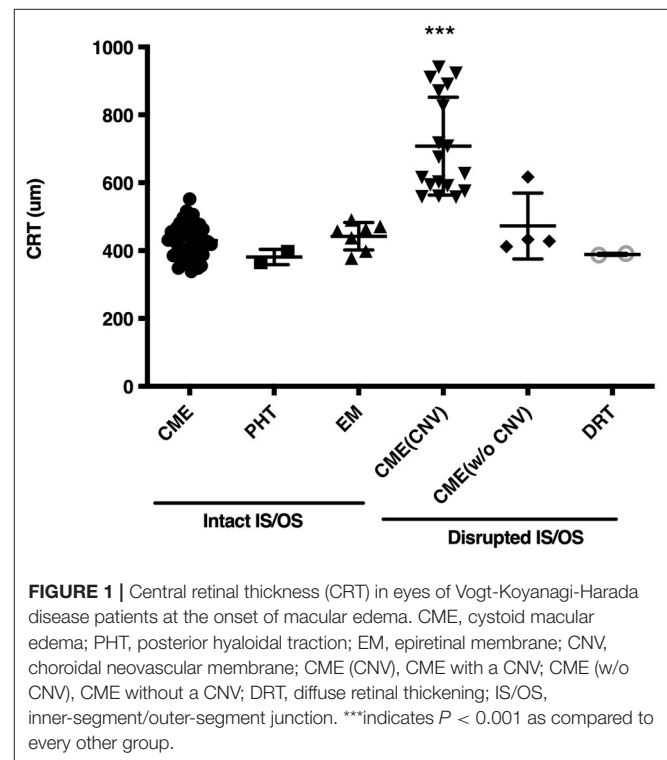 ***
1000
800
600
400
200
0
CRT (um)
CME
PHT
EM
CME(CNV)
CME(w/o CNV)
DRT
Intact IS/OS
Disrupted IS/OS
FIGURE 1 | Central retinal thickness (CRT) in eyes of Vogt-Koyanagi-Harada
disease patients at the onset of macular edema. CME, cystoid macular
edema; PHT, posterior hyaloidal traction; EM, epiretinal membrane; CNV,
choroidal neovascular membrane; CME (CNV), CME with a CNV; CME (w/o
CNV), CME without a CNV; DRT, diffuse retinal thickening; IS/OS,
inner-segment/outer-segment junction. ***indicates P < 0.001 as compared to
every other group.